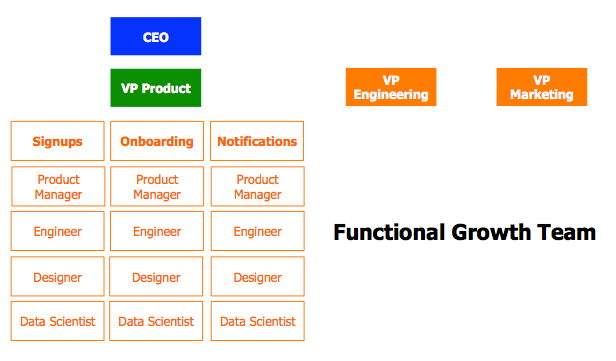 CEO
VP Product
VP
Engineering
VP
Marketing
Signups
Onboarding
Notifications
Product
Manager
Product
Manager
Product
Manager
Engineer
Engineer
Engineer
Functional Growth Team
Designer
Designer
Designer
Data Scientist
Data Scientist
Data Scientist